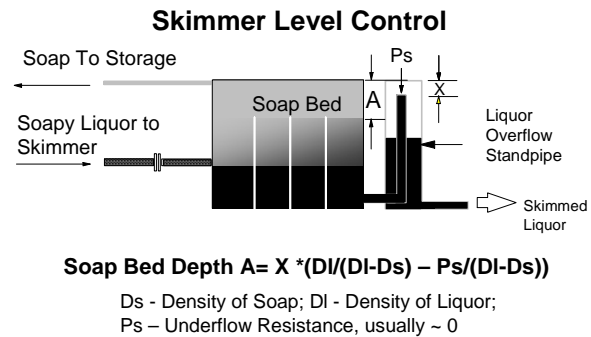 Skimmer Level Control
Soap To Storage
Ps
X
A
Soap Bed
Soapy Liquor to
Skimmer
Liquor
Overflow
Standpipe
Skimmed
Liquor
Soap Bed Depth A= X *(Dl/(Dl-Ds) – Ps/(Dl-Ds))
Ds - Density of Soap; Dl - Density of Liquor;
Ps – Underflow Resistance, usually ~ 0